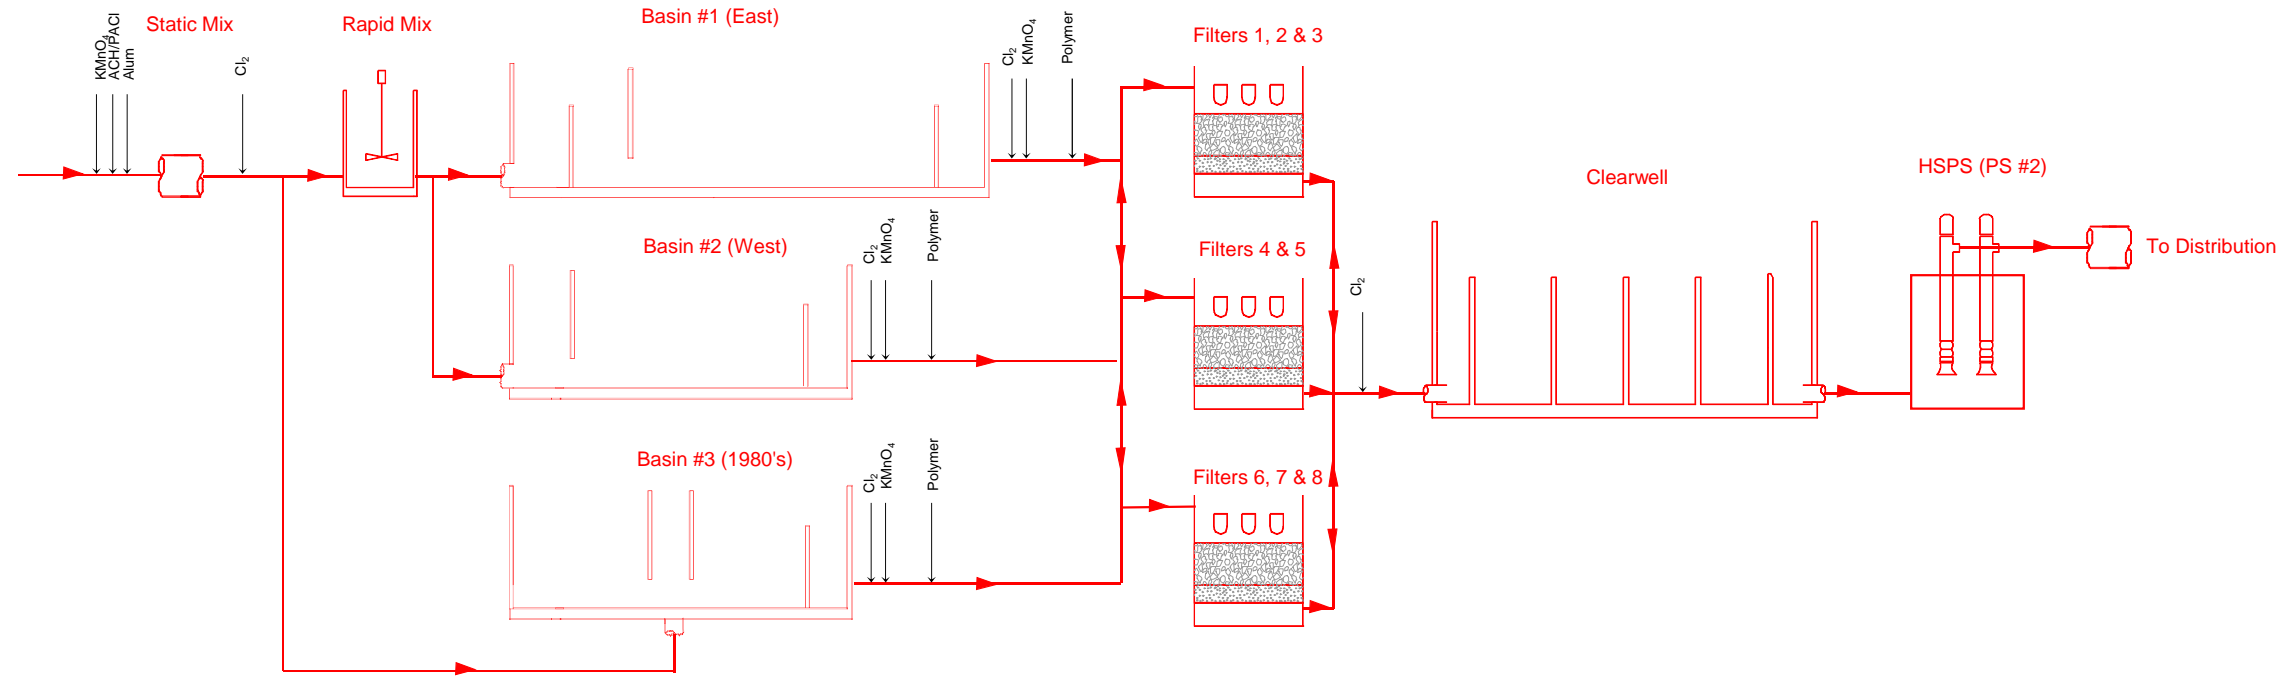 Static Mix
Rapid Mix
Basin #1 (East)
KMnO₄
ACH/PACl
Alum
Cl₂
Cl₂
KMnO₄
Polymer
Filters 1, 2 & 3
Basin #2 (West)
Cl₂
KMnO₄
Polymer
Filters 4 & 5
Cl₂
Clearwell
HSPS (PS #2)
To Distribution
Basin #3 (1980's)
Cl₂
KMnO₄
Polymer
Filters 6, 7 & 8